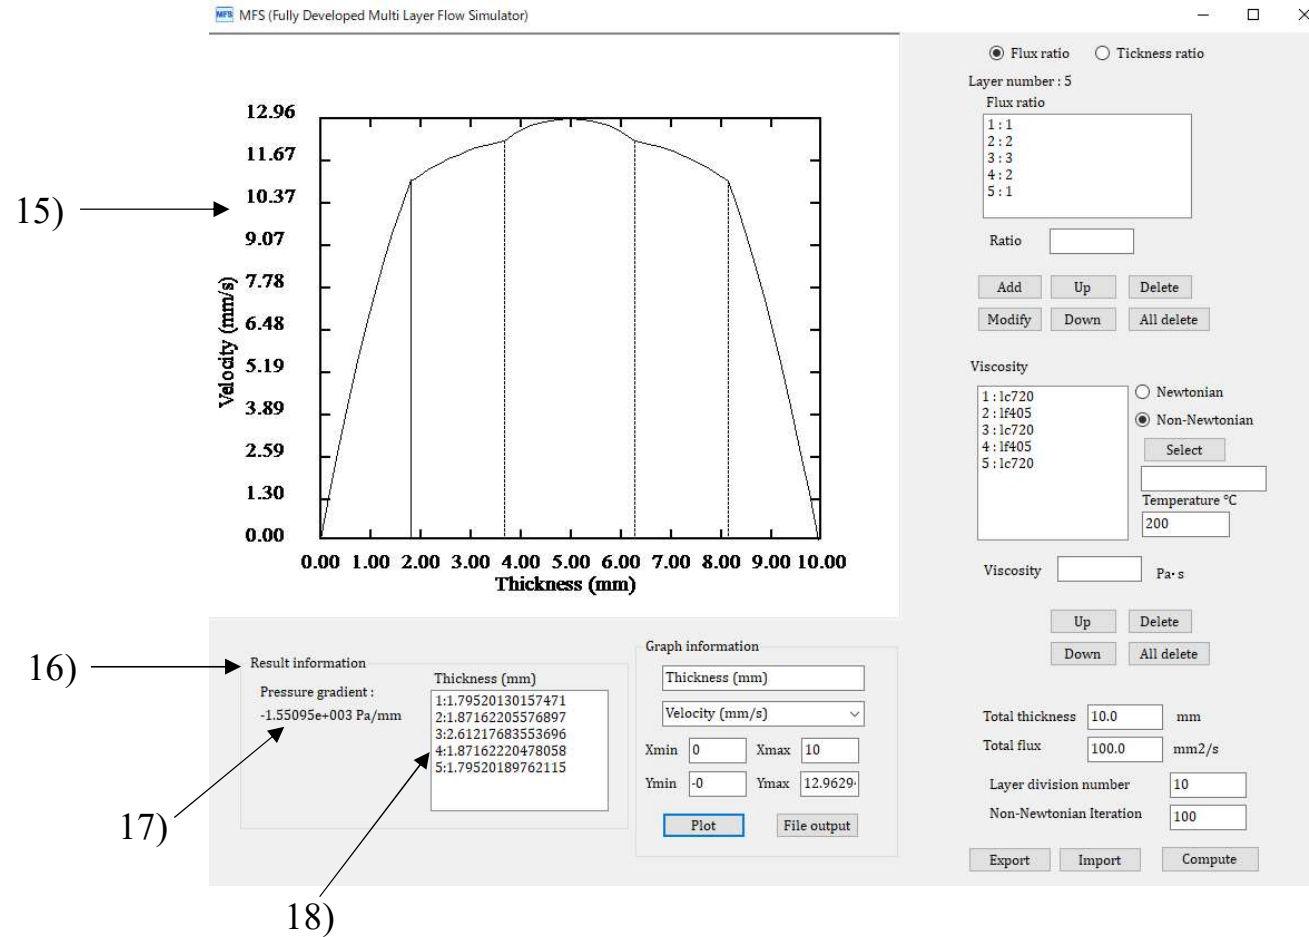 MFS MFS (Fully Developed Multi Layer Flow Simulator)
Flux ratio Tickness ratio
Layer number : 5
Flux ratio
1 : 1
2 : 2
3 : 3
4 : 2
5 : 1
Ratio
Add Up Delete
Modify Down All delete
12.96
11.67
10.37
9.07
7.78
6.48
5.19
3.89
2.59
1.30
0.00
Velocity (mm/s)
0.00 1.00 2.00 3.00 4.00 5.00 6.00 7.00 8.00 9.00 10.00
Thickness (mm)
15)
Viscosity
1 : lc720
2 : lf405
3 : lc720
4 : lf405
5 : lc720
Newtonian
Non-Newtonian
Select
Temperature °C
200
Viscosity Pa· s
Up Delete
Down All delete
16)
Result information
Pressure gradient :
-1.55095e+003 Pa/mm
Thickness (mm)
1:1.79520130157471
2:1.87162205576897
3:2.61217683553696
4:1.87162220478058
5:1.79520189762115
17)
18)
Graph information
Thickness (mm)
Velocity (mm/s)
Xmin 0 Xmax 10
Ymin -0 Ymax 12.9629
Plot File output
Total thickness 10.0 mm
Total flux 100.0 mm2/s
Layer division number 10
Non-Newtonian Iteration 100
Export Import Compute